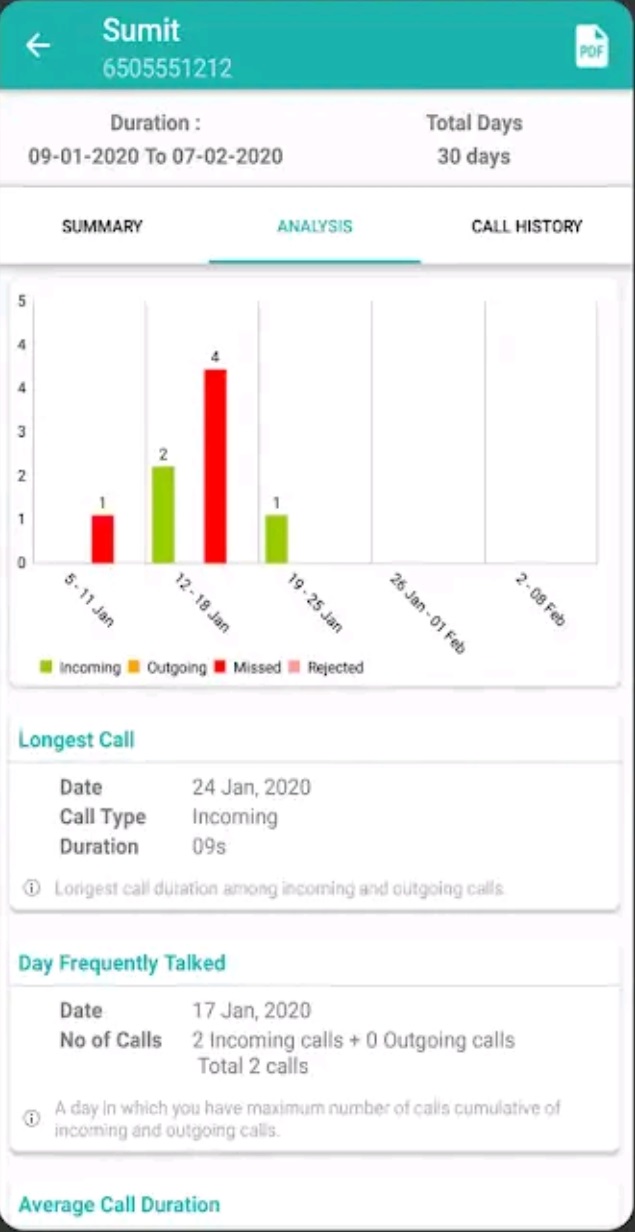 Sumit
6505551212
PDF
Duration :
09-01-2020 To 07-02-2020
Total Days
30 days
SUMMARY
ANALYSIS
CALL HISTORY
5
4
4
3
2
1
0
1
2
4
1
5 - 11 Jan
12 - 18 Jan
19 - 25 Jan
26 Jan - 01 Feb
2 - 08 Feb
Incoming
Outgoing
Missed
Rejected
Longest Call
Date 24 Jan, 2020
Call Type Incoming
Duration 09s
Longest call duration among incoming and outgoing calls.
Day Frequently Talked
Date 17 Jan, 2020
No of Calls 2 Incoming calls + 0 Outgoing calls
Total 2 calls
A day in which you have maximum number of calls cumulative of
incoming and outgoing calls.
Average Call Duration